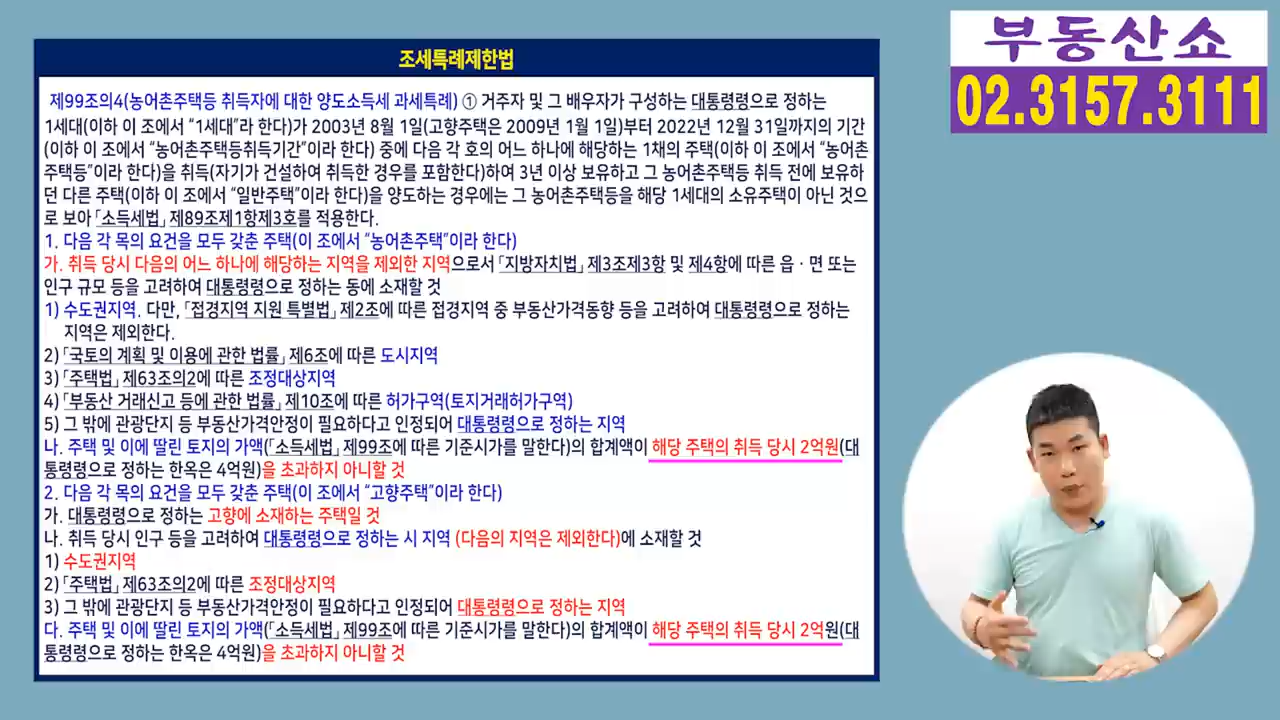 부동산쇼
02.3157.3111
조세특례제한법
제99조의4(농어촌주택등 취득자에 대한 양도소득세 과세특례) ① 거주자 및 그 배우자가 구성하는 대통령령으로 정하는
1세대(이하 이 조에서 “1세대”라 한다)가 2003년 8월 1일(고향주택은 2009년 1월 1일)부터 2022년 12월 31일까지의 기간
(이하 이 조에서 “농어촌주택등취득기간”이라 한다) 중에 다음 각 호의 어느 하나에 해당하는 1채의 주택(이하 이 조에서 “농어촌
주택등”이라 한다)을 취득(자기가 건설하여 취득한 경우를 포함한다)하여 3년 이상 보유하고 그 농어촌주택등 취득 전에 보유하
던 다른 주택(이하 이 조에서 “일반주택”이라 한다)을 양도하는 경우에는 그 농어촌주택등을 해당 1세대의 소유주택이 아닌 것으
로 보아 「소득세법」 제89조제1항제3호를 적용한다.
1. 다음 각 목의 요건을 모두 갖춘 주택(이 조에서 “농어촌주택”이라 한다)
가. 취득 당시 다음의 어느 하나에 해당하는 지역을 제외한 지역으로서 「지방자치법」 제3조제3항 및 제4항에 따른 읍ㆍ면 또는
인구 규모 등을 고려하여 대통령령으로 정하는 동에 소재할 것
1) 수도권지역. 다만, 「접경지역 지원 특별법」 제2조에 따른 접경지역 중 부동산가격동향 등을 고려하여 대통령령으로 정하는
지역은 제외한다.
2) 「국토의 계획 및 이용에 관한 법률」 제6조에 따른 도시지역
3) 「주택법」 제63조의2에 따른 조정대상지역
4) 「부동산 거래신고 등에 관한 법률」 제10조에 따른 허가구역(토지거래허가구역)
5) 그 밖에 관광단지 등 부동산가격안정이 필요하다고 인정되어 대통령령으로 정하는 지역
나. 주택 및 이에 딸린 토지의 가액(「소득세법」 제99조에 따른 기준시가를 말한다)의 합계액이 해당 주택의 취득 당시 2억원(대
통령령으로 정하는 한옥은 4억원)을 초과하지 아니할 것
2. 다음 각 목의 요건을 모두 갖춘 주택(이 조에서 “고향주택”이라 한다)
가. 대통령령으로 정하는 고향에 소재하는 주택일 것
나. 취득 당시 인구 등을 고려하여 대통령령으로 정하는 시 지역 (다음의 지역은 제외한다)에 소재할 것
1) 수도권지역
2) 「주택법」 제63조의2에 따른 조정대상지역
3) 그 밖에 관광단지 등 부동산가격안정이 필요하다고 인정되어 대통령령으로 정하는 지역
다. 주택 및 이에 딸린 토지의 가액(「소득세법」 제99조에 따른 기준시가를 말한다)의 합계액이 해당 주택의 취득 당시 2억원(대
통령령으로 정하는 한옥은 4억원)을 초과하지 아니할 것